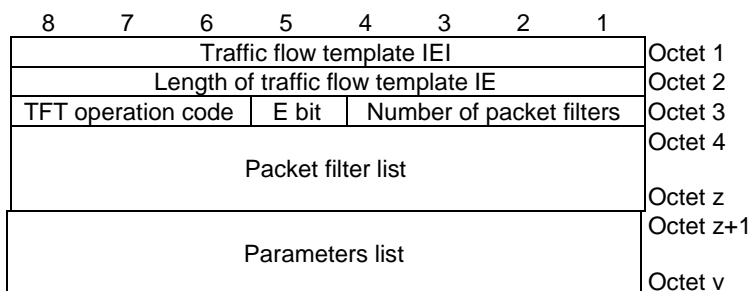 8 7 6 5 4 3 2 1
Traffic flow template IEI Octet 1
Length of traffic flow template IE Octet 2
TFT operation code E bit Number of packet filters Octet 3
Octet 4
Packet filter list
Octet z
Octet z+1
Parameters list
Octet v